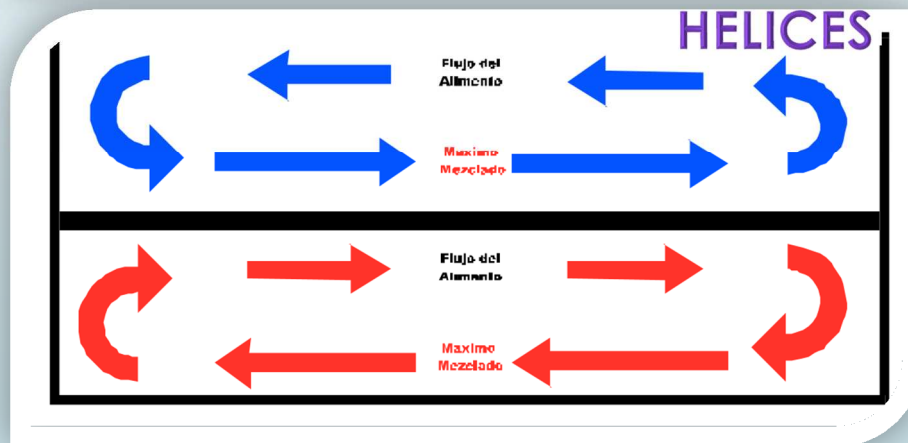 HELICES
Flujo del
Alimento
Maximo
Mezclado
Flujo del
Alimento
Maximo
Mezclado